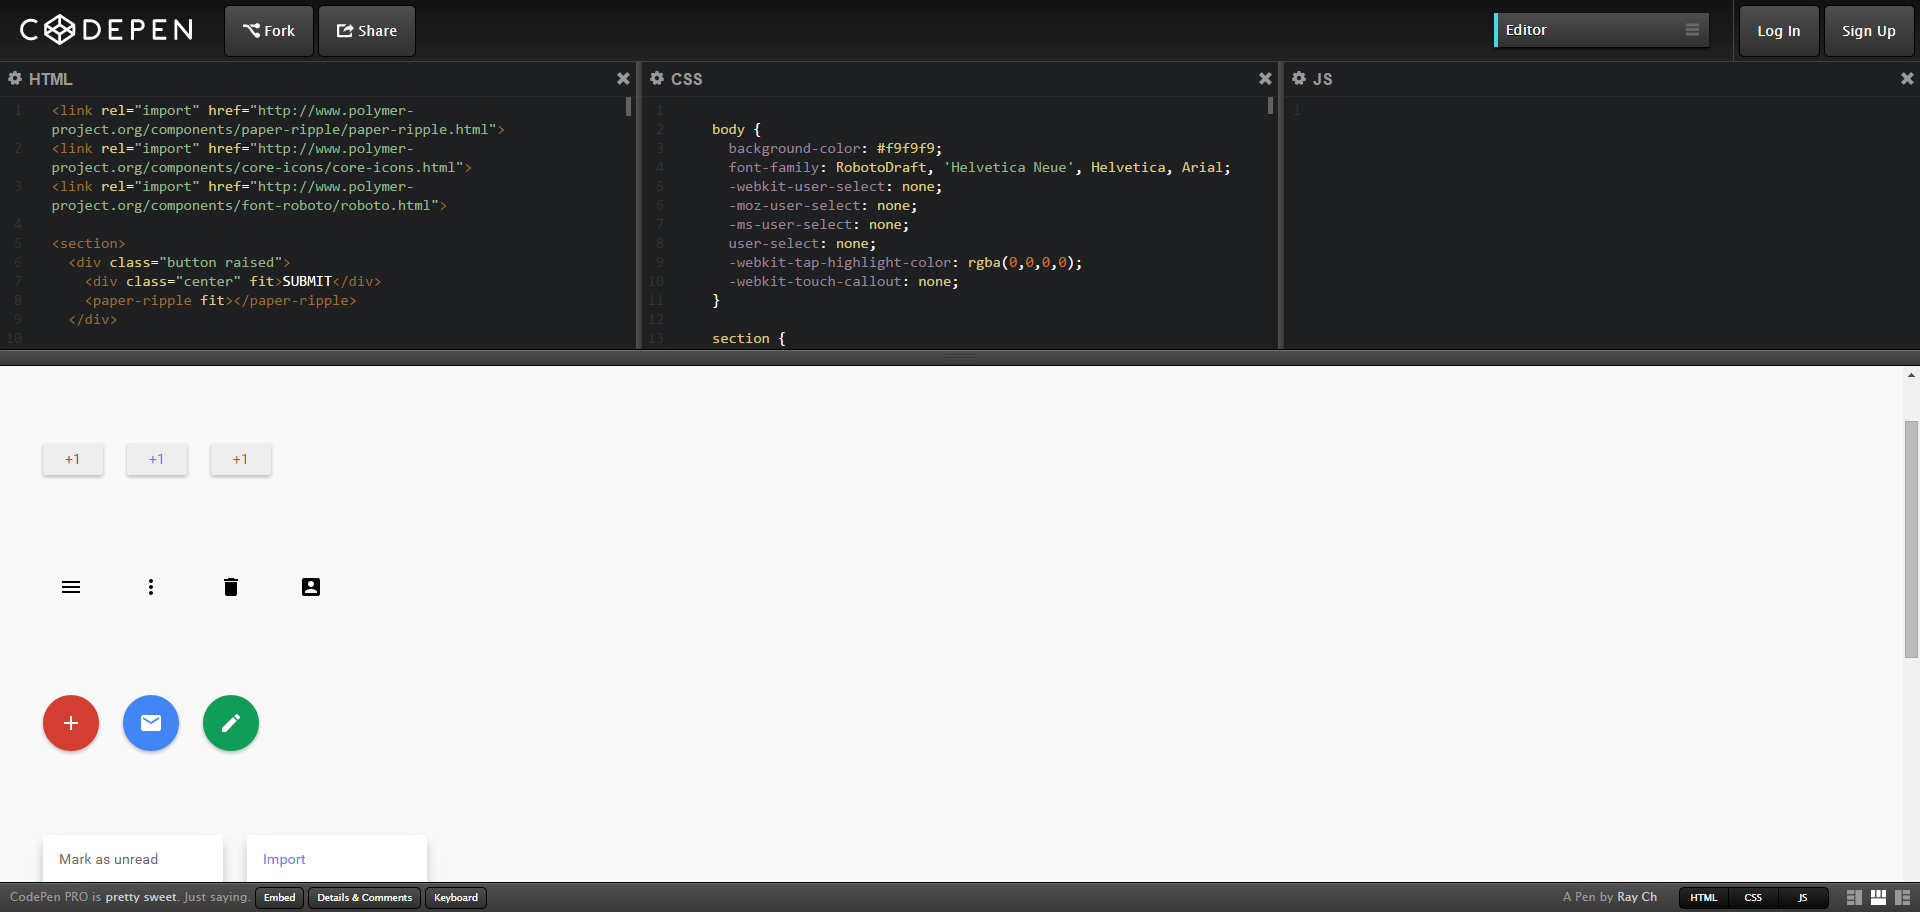 CODEPEN
Fork
Share
Editor
Log In
Sign Up
HTML
1 <link rel="import" href="http://www.polymer-
project.org/components/paper-ripple/paper-ripple.html">
2 <link rel="import" href="http://www.polymer-
project.org/components/core-icons/core-icons.html">
3 <link rel="import" href="http://www.polymer-
project.org/components/font-roboto/roboto.html">
4
5 <section>
6 <div class="button raised">
7 <div class="center" fit>SUBMIT</div>
8 <paper-ripple fit></paper-ripple>
9 </div>
10
CSS
1
2 body {
3 background-color: #f9f9f9;
4 font-family: RobotoDraft, 'Helvetica Neue', Helvetica, Arial;
5 -webkit-user-select: none;
6 -moz-user-select: none;
7 -ms-user-select: none;
8 user-select: none;
9 -webkit-tap-highlight-color: rgba(0,0,0,0);
10 -webkit-touch-callout: none;
11 }
12
13 section {
JS
1
+1 +1 +1
Mark as unread
Import
CodePen PRO is pretty sweet. Just saying.
Embed
Details & Comments
Keyboard
A Pen by Ray Ch
HTML
CSS
JS